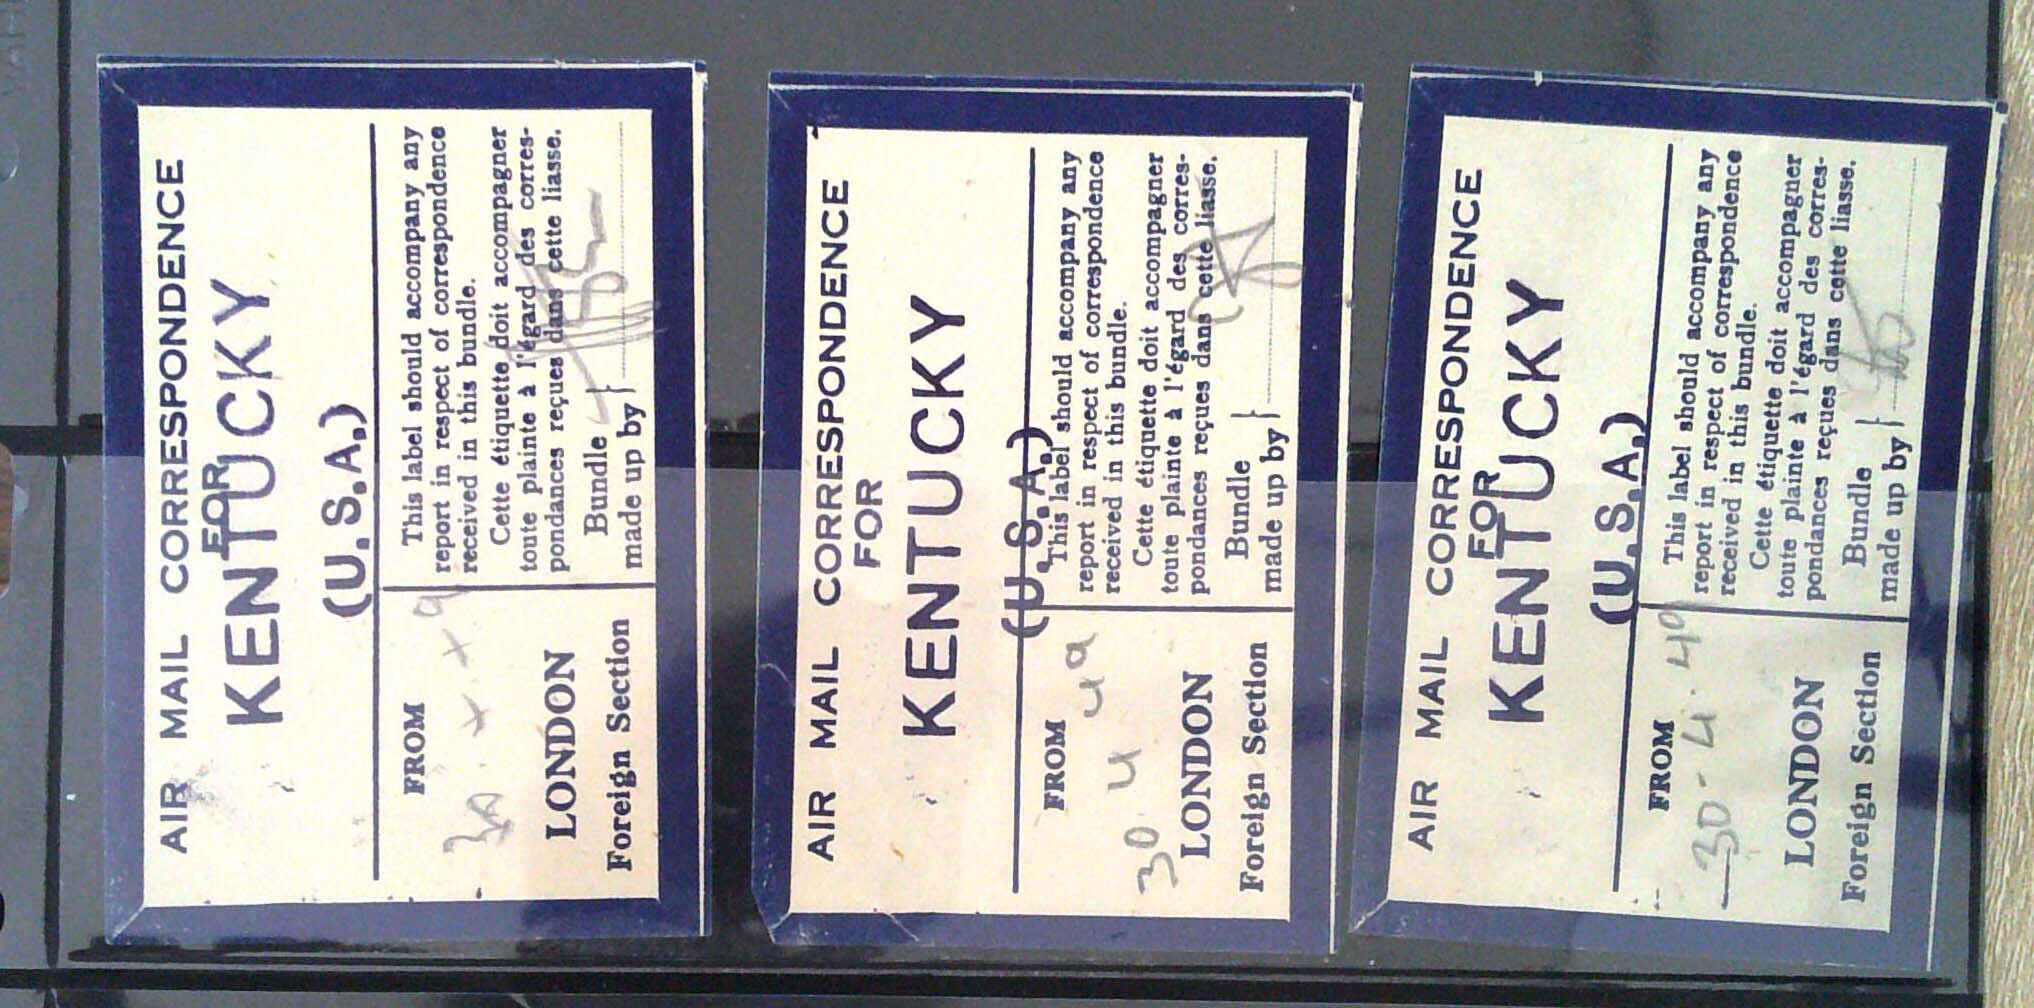 AIR MAIL CORRESPONDENCE
FOR
KENTUCKY
(U.S.A.)
FROM
LONDON
Foreign Section
This label should accompany any
report in respect of correspondence
received in this bundle.
Cette étiquette doit accompagner
toute plainte à l'égard des corres-
pondances reçues dans cette liasse.
Bundle
made up by }
AIR MAIL CORRESPONDENCE
FOR
KENTUCKY
(U.S.A.)
FROM
30 4 49
LONDON
Foreign Section
This label should accompany any
report in respect of correspondence
received in this bundle.
Cette étiquette doit accompagner
toute plainte à l'égard des corres-
pondances reçues dans cette liasse.
Bundle
made up by }
AIR MAIL CORRESPONDENCE
FOR
KENTUCKY
(U.S.A.)
FROM
30-4.49
LONDON
Foreign Section
This label should accompany any
report in respect of correspondence
received in this bundle.
Cette étiquette doit accompagner
toute plainte à l'égard des corres-
pondances reçues dans cette liasse.
Bundle
made up by }